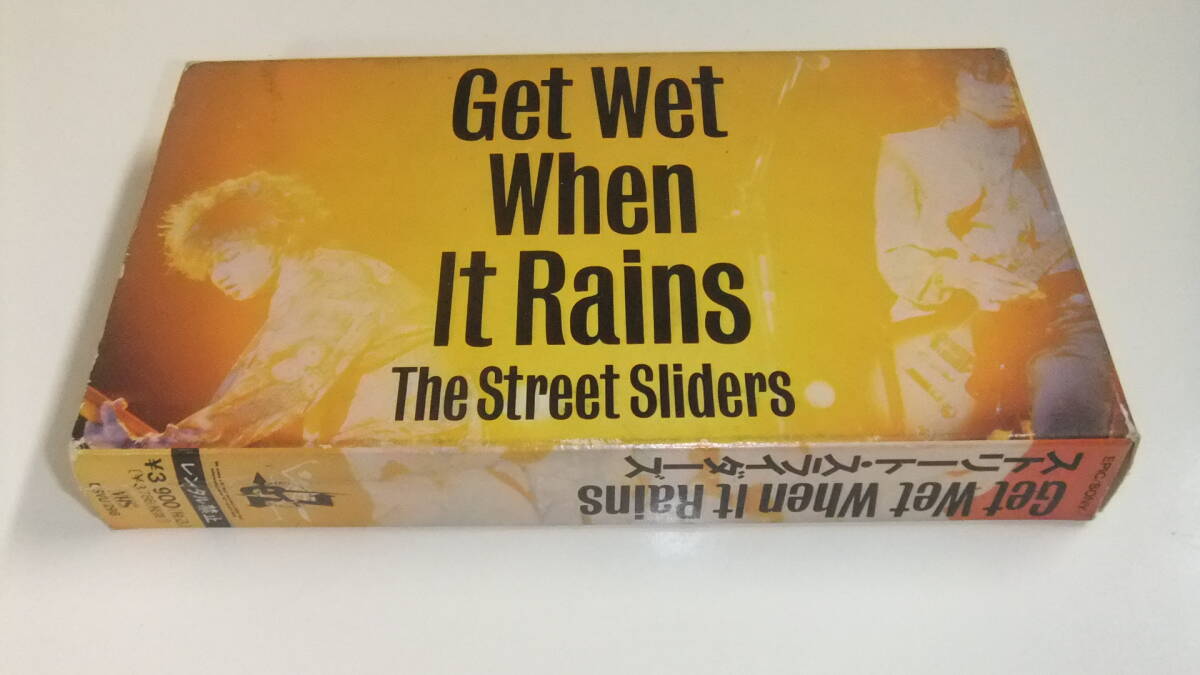 Get Wet
When
It Rains
The Street Sliders
EPIC・SONY
ストリート・スライダーズ
Get Wet When It Rains
レンタル禁止
¥3,900
VHS